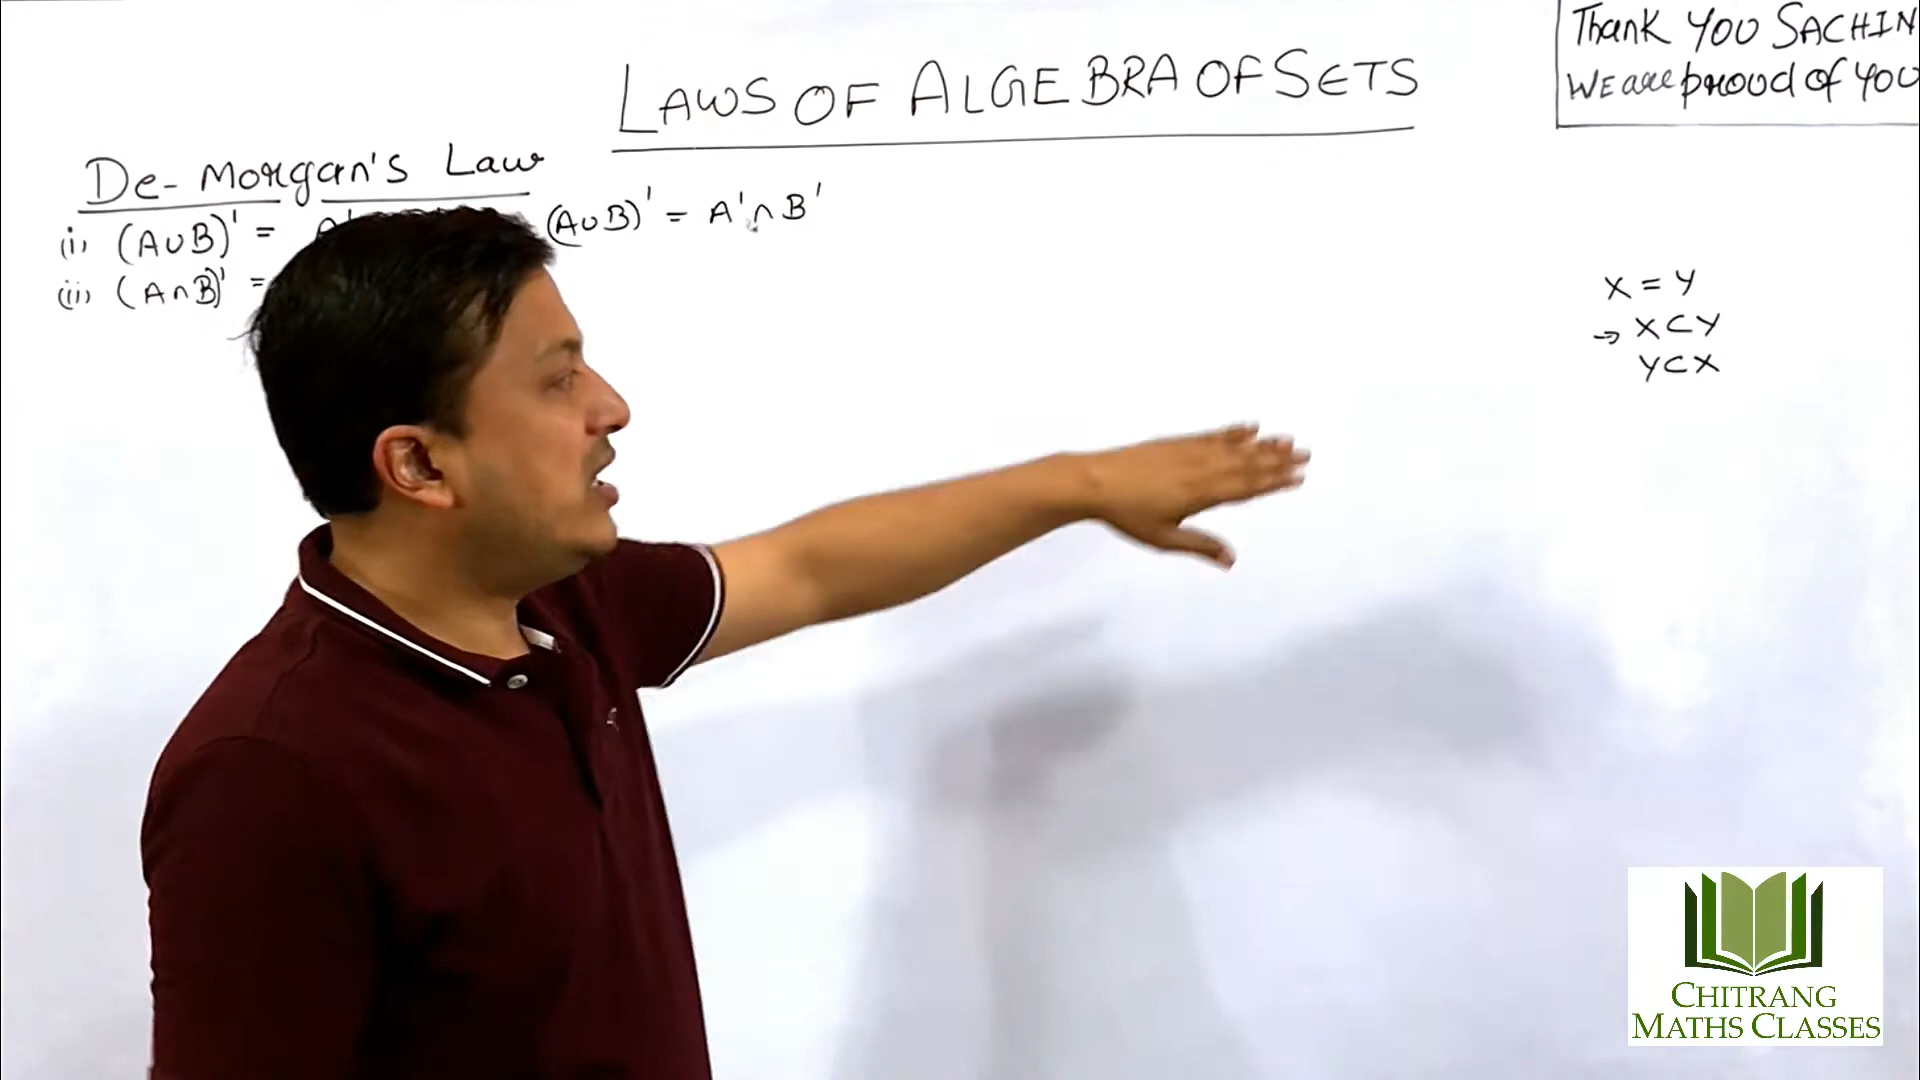 Thank YOU SACHIN
WE are proud of YOU
LAWS OF ALGEBRA OF SETS
De-Morgan's Law
(i) (A∪B)' = A' (A∪B)' = A'∩B'
(ii) (A∩B)' =
X = Y
→ X⊂Y
Y⊂X
CHITRANG
MATHS CLASSES